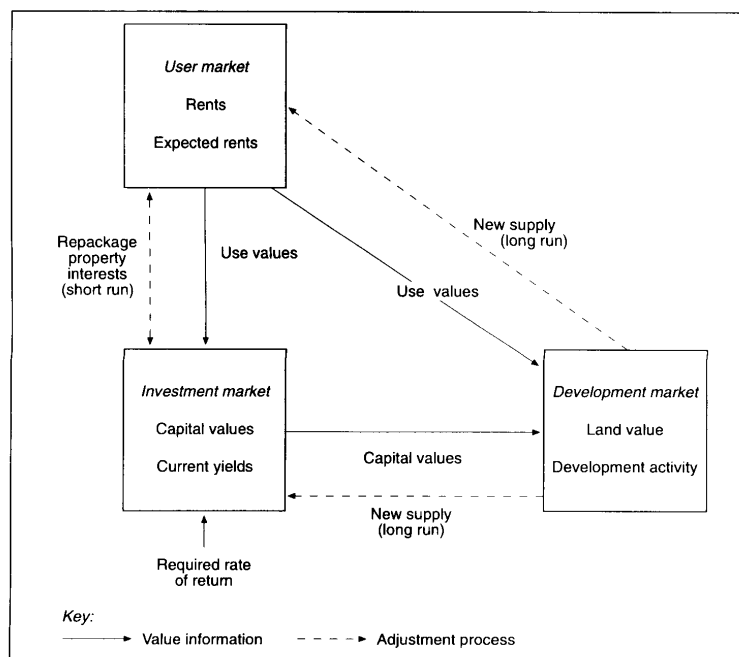 User market
Rents
Expected rents
New supply
(long run)
Repackage
property
interests
(short run)
Use values
Use values
Investment market
Capital values
Current yields
Development market
Land value
Development activity
Capital values
New supply
(long run)
Required rate
of return
Key:
Value information
Adjustment process